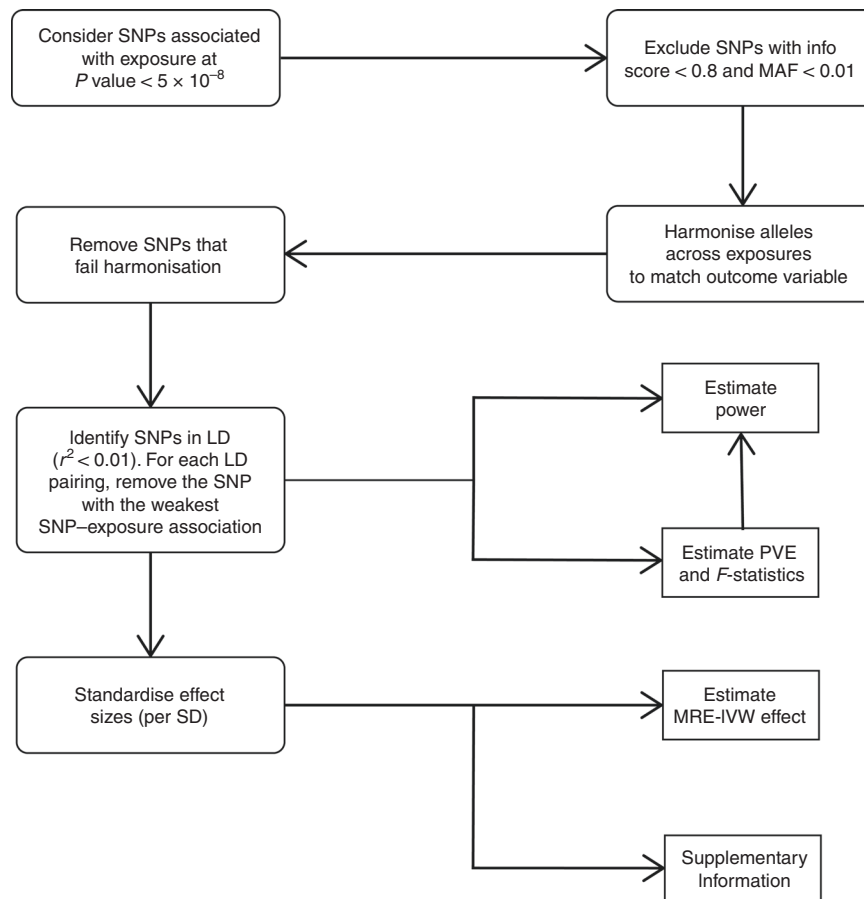 Consider SNPs associated
with exposure at
P value < 5 × 10⁻⁸
Exclude SNPs with info
score < 0.8 and MAF < 0.01
Harmonise alleles
across exposures
to match outcome variable
Remove SNPs that
fail harmonisation
Identify SNPs in LD
(r² < 0.01). For each LD
pairing, remove the SNP
with the weakest
SNP–exposure association
Estimate
power
Estimate PVE
and F-statistics
Standardise effect
sizes (per SD)
Estimate
MRE-IVW effect
Supplementary
Information